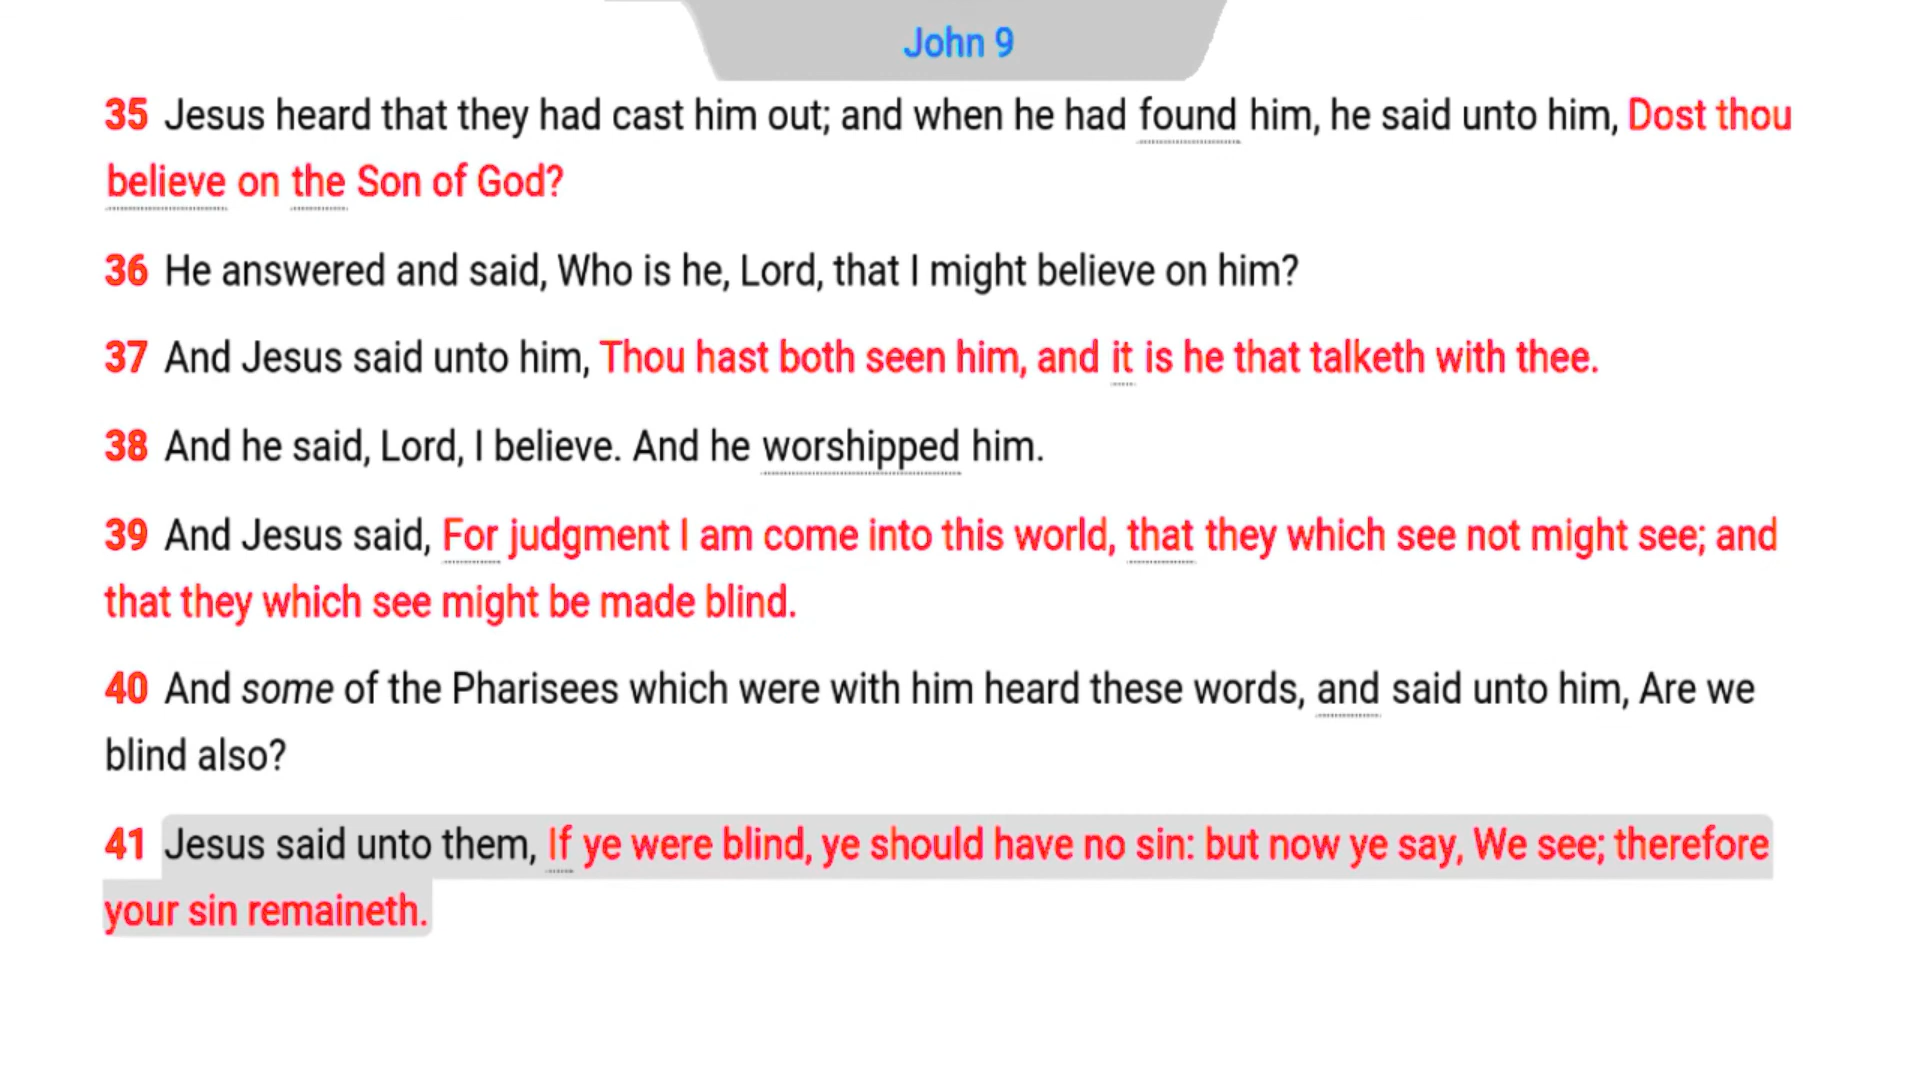 John 9
35 Jesus heard that they had cast him out; and when he had found him, he said unto him, Dost thou
believe on the Son of God?
36 He answered and said, Who is he, Lord, that I might believe on him?
37 And Jesus said unto him, Thou hast both seen him, and it is he that talketh with thee.
38 And he said, Lord, I believe. And he worshipped him.
39 And Jesus said, For judgment I am come into this world, that they which see not might see; and
that they which see might be made blind.
40 And some of the Pharisees which were with him heard these words, and said unto him, Are we
blind also?
41 Jesus said unto them, If ye were blind, ye should have no sin: but now ye say, We see; therefore
your sin remaineth.